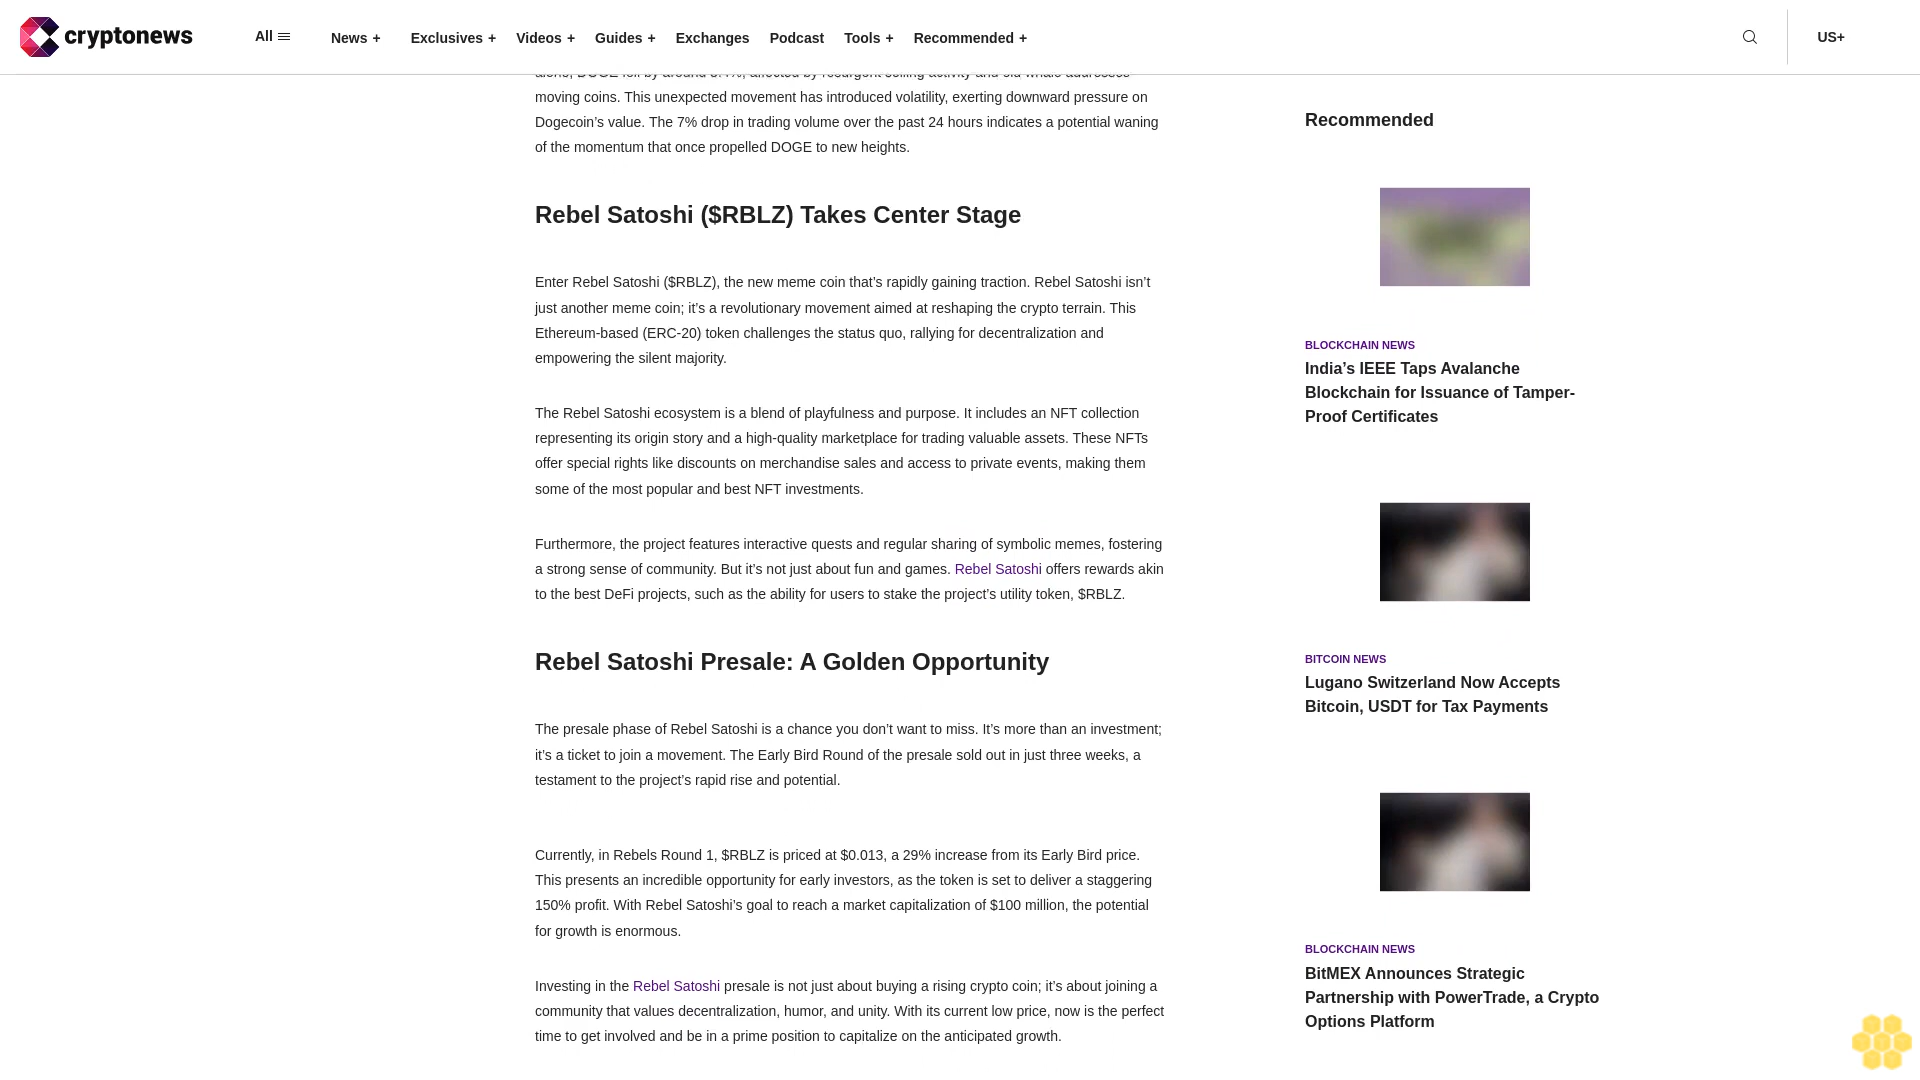 cryptonews
All
News +
Exclusives +
Videos +
Guides +
Exchanges
Podcast
Tools +
Recommended +
US+
moving coins. This unexpected movement has introduced volatility, exerting downward pressure on
Dogecoin’s value. The 7% drop in trading volume over the past 24 hours indicates a potential waning
of the momentum that once propelled DOGE to new heights.
Rebel Satoshi ($RBLZ) Takes Center Stage
Enter Rebel Satoshi ($RBLZ), the new meme coin that’s rapidly gaining traction. Rebel Satoshi isn’t
just another meme coin; it’s a revolutionary movement aimed at reshaping the crypto terrain. This
Ethereum-based (ERC-20) token challenges the status quo, rallying for decentralization and
empowering the silent majority.
The Rebel Satoshi ecosystem is a blend of playfulness and purpose. It includes an NFT collection
representing its origin story and a high-quality marketplace for trading valuable assets. These NFTs
offer special rights like discounts on merchandise sales and access to private events, making them
some of the most popular and best NFT investments.
Furthermore, the project features interactive quests and regular sharing of symbolic memes, fostering
a strong sense of community. But it’s not just about fun and games. Rebel Satoshi offers rewards akin
to the best DeFi projects, such as the ability for users to stake the project’s utility token, $RBLZ.
Rebel Satoshi Presale: A Golden Opportunity
The presale phase of Rebel Satoshi is a chance you don’t want to miss. It’s more than an investment;
it’s a ticket to join a movement. The Early Bird Round of the presale sold out in just three weeks, a
testament to the project’s rapid rise and potential.
Currently, in Rebels Round 1, $RBLZ is priced at $0.013, a 29% increase from its Early Bird price.
This presents an incredible opportunity for early investors, as the token is set to deliver a staggering
150% profit. With Rebel Satoshi’s goal to reach a market capitalization of $100 million, the potential
for growth is enormous.
Investing in the Rebel Satoshi presale is not just about buying a rising crypto coin; it’s about joining a
community that values decentralization, humor, and unity. With its current low price, now is the perfect
time to get involved and be in a prime position to capitalize on the anticipated growth.
Recommended
BLOCKCHAIN NEWS
India’s IEEE Taps Avalanche
Blockchain for Issuance of Tamper-
Proof Certificates
BITCOIN NEWS
Lugano Switzerland Now Accepts
Bitcoin, USDT for Tax Payments
BLOCKCHAIN NEWS
BitMEX Announces Strategic
Partnership with PowerTrade, a Crypto
Options Platform